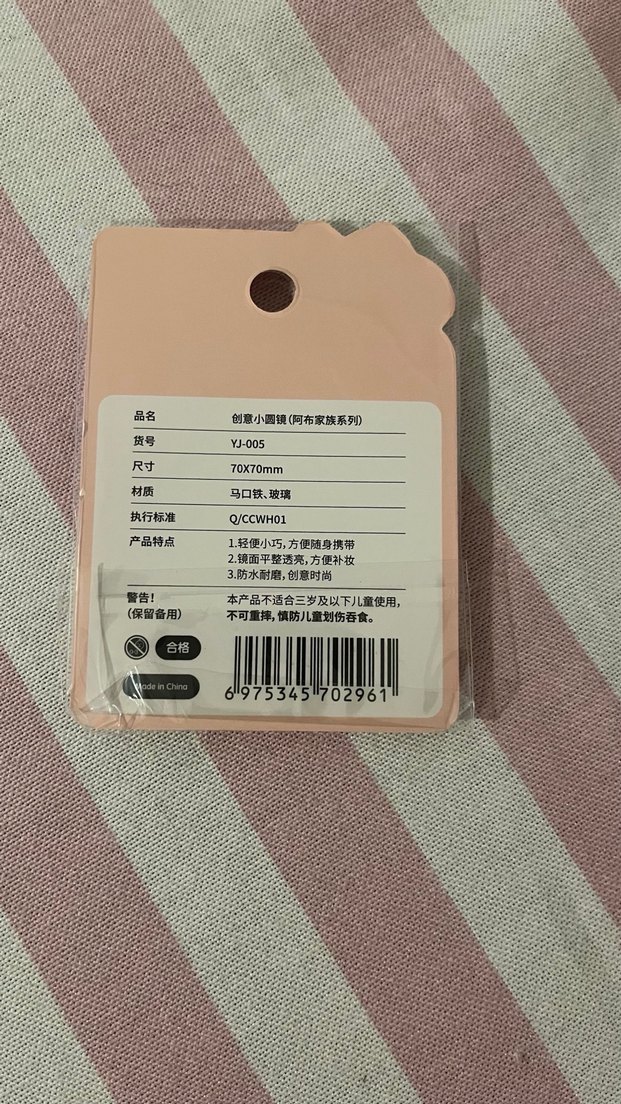 品名 创意小圆镜(阿布家族系列)
货号 YJ-005
尺寸 70X70mm
材质 马口铁、玻璃
执行标准 Q/CCWH01
产品特点 1.轻便小巧,方便随身携带
2.镜面平整透亮,方便补妆
3.防水耐磨,创意时尚
警告! 本产品不适合三岁及以下儿童使用,
(保留备用) 不可重摔,慎防儿童划伤吞食。
合格
Made in China
6 975345 702961